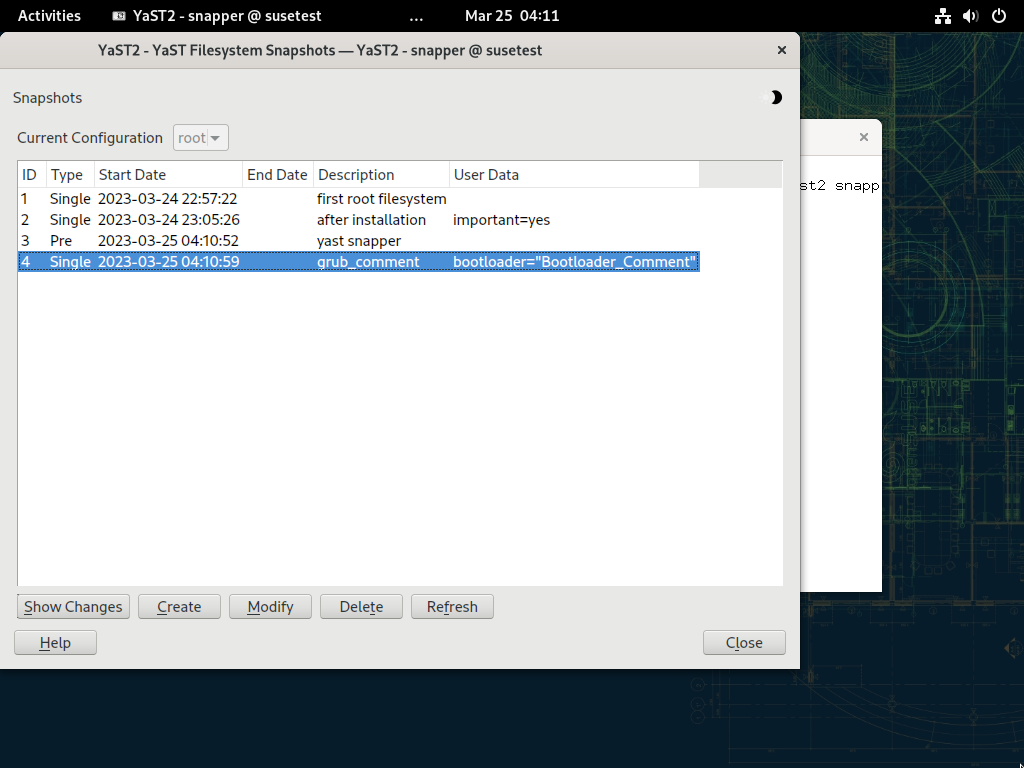 Activities YaST2 - snapper @ susetest ... Mar 25 04:11
YaST2 - YaST Filesystem Snapshots — YaST2 - snapper @ susetest
Snapshots
Current Configuration root
ID Type Start Date End Date Description User Data
1 Single 2023-03-24 22:57:22 first root filesystem
2 Single 2023-03-24 23:05:26 after installation important=yes
3 Pre 2023-03-25 04:10:52 yast snapper
4 Single 2023-03-25 04:10:59 grub_comment bootloader="Bootloader_Comment"
st2 snapp
Show Changes Create Modify Delete Refresh
Help Close